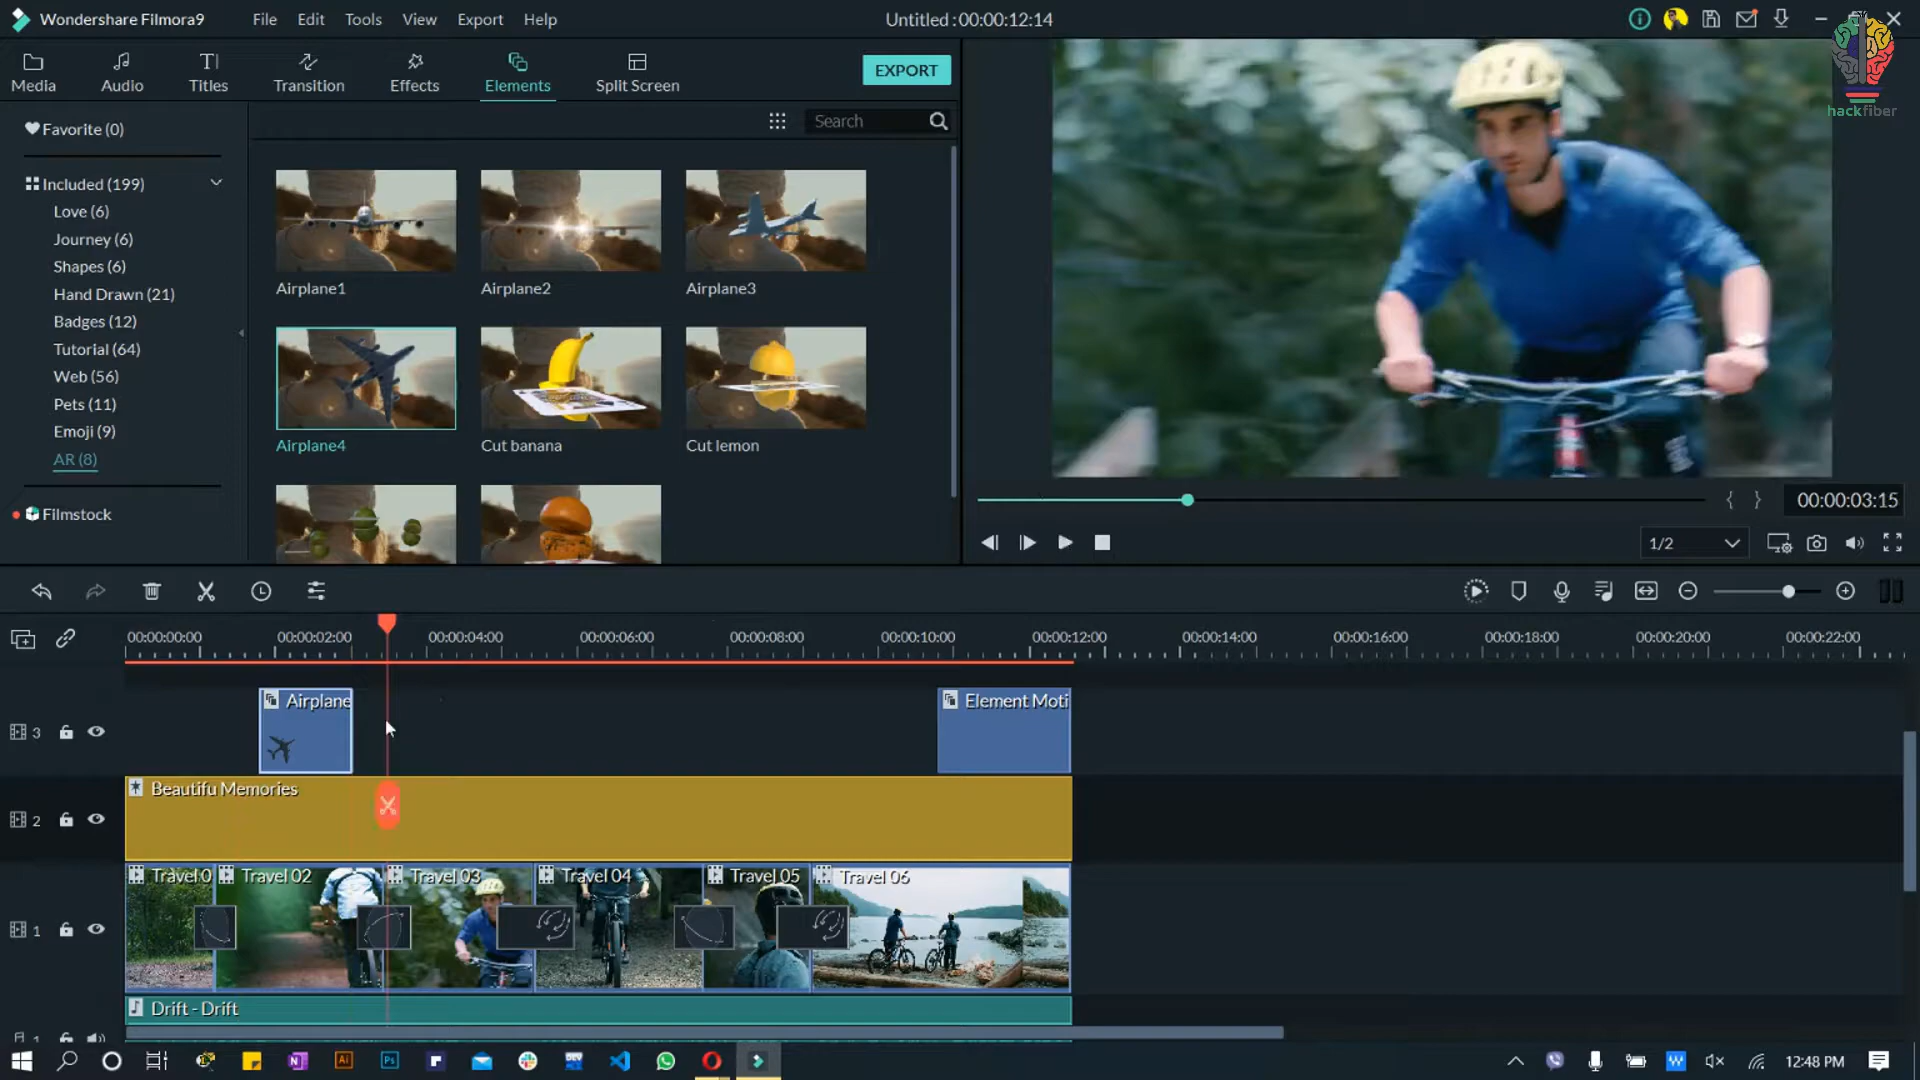 Wondershare Filmora9
File
Edit
Tools
View
Export
Help
Untitled : 00:00:12:14
hackfiber
Media
Audio
Titles
Transition
Effects
Elements
Split Screen
EXPORT
Favorite (0)
Search
Included (199)
Love (6)
Journey (6)
Shapes (6)
Hand Drawn (21)
Badges (12)
Tutorial (64)
Web (56)
Pets (11)
Emoji (9)
AR (8)
Filmstock
Airplane1
Airplane2
Airplane3
Airplane4
Cut banana
Cut lemon
{ }
00:00:03:15
1/2
00:00:00:00
00:00:02:00
00:00:04:00
00:00:06:00
00:00:08:00
00:00:10:00
00:00:12:00
00:00:14:00
00:00:16:00
00:00:18:00
00:00:20:00
00:00:22:00
3
Airplane
Element Moti
2
Beautifu Memories
1
Travel 0
Travel 02
Travel 03
Travel 04
Travel 05
Travel 06
Drift - Drift
1
Ai
Ps
DEV
W
12:48 PM